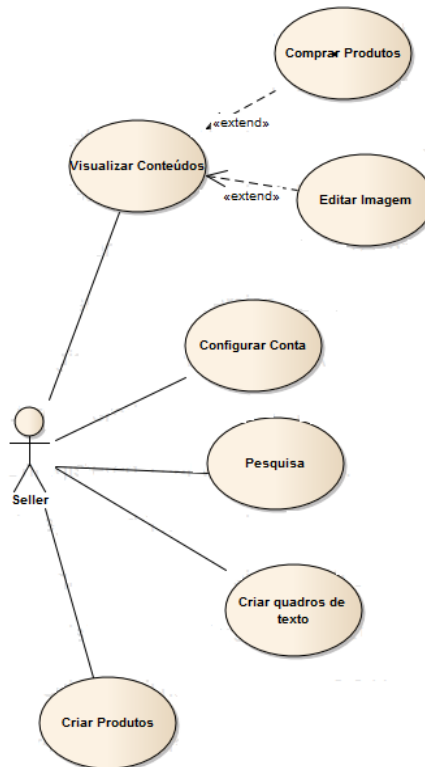 Comprar Produtos
«extend»
Visualizar Conteúdos
«extend»
Editar Imagem
Configurar Conta
Pesquisa
Seller
Criar quadros de
texto
Criar Produtos